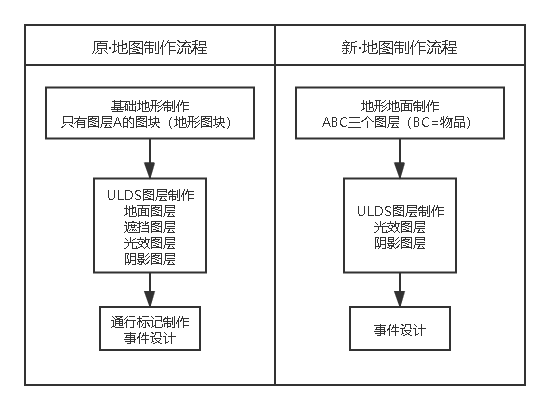 原·地图制作流程
新·地图制作流程
基础地形制作
只有图层A的图块（地形图块）
ULDS图层制作
地面图层
遮挡图层
光效图层
阴影图层
通行标记制作
事件设计
地形地面制作
ABC三个图层（BC=物品）
ULDS图层制作
光效图层
阴影图层
事件设计